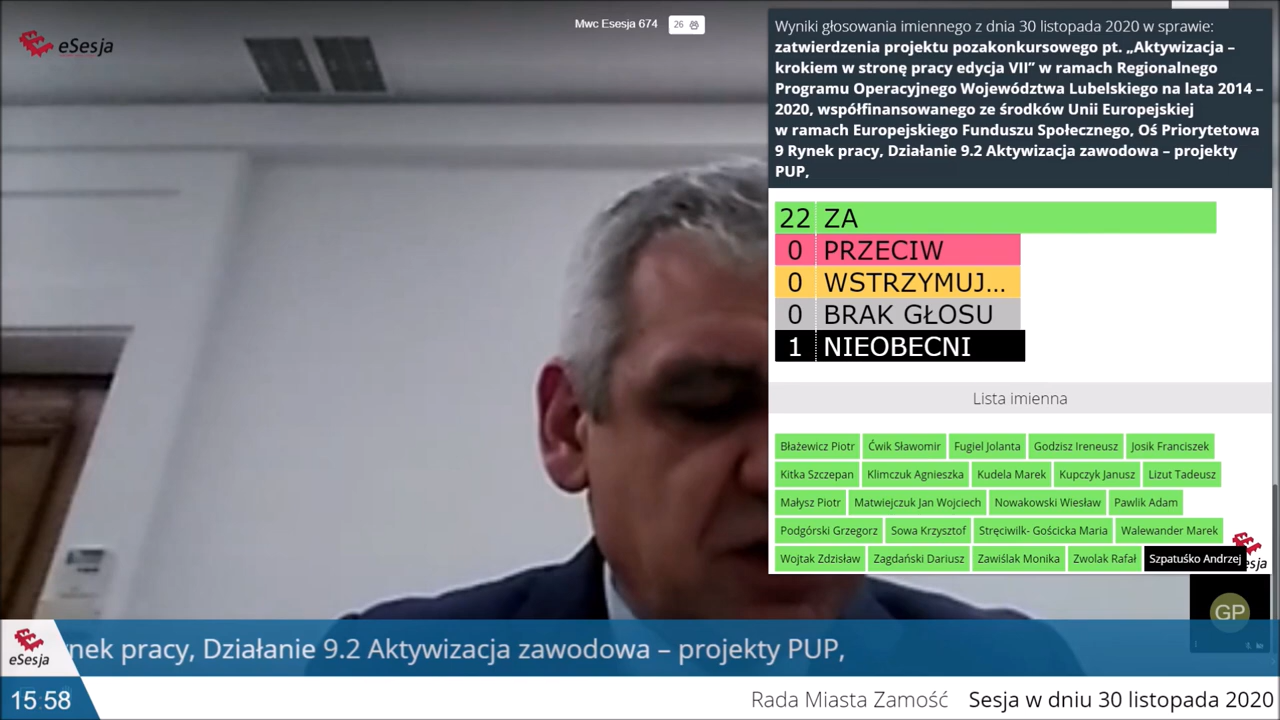 eSesja
Mwc Esesja 674
26
Wyniki głosowania imiennego z dnia 30 listopada 2020 w sprawie:
zatwierdzenia projektu pozakonkursowego pt. „Aktywizacja –
krokiem w stronę pracy edycja VII” w ramach Regionalnego
Programu Operacyjnego Województwa Lubelskiego na lata 2014 –
2020, współfinansowanego ze środków Unii Europejskiej
w ramach Europejskiego Funduszu Społecznego, Oś Priorytetowa
9 Rynek pracy, Działanie 9.2 Aktywizacja zawodowa – projekty
PUP,
22 ZA
0 PRZECIW
0 WSTRZYMUJ...
0 BRAK GŁOSU
1 NIEOBECNI
Lista imienna
Błażewicz Piotr Ćwik Sławomir Fugiel Jolanta Godzisz Ireneusz Josik Franciszek
Kitka Szczepan Klimczuk Agnieszka Kudela Marek Kupczyk Janusz Lizut Tadeusz
Małysz Piotr Matwiejczuk Jan Wojciech Nowakowski Wiesław Pawlik Adam
Podgórski Grzegorz Sowa Krzysztof Stręciwilk- Gościcka Maria Walewander Marek
Wojtak Zdzisław Zagdański Dariusz Zawiślak Monika Zwolak Rafał Szpatuśko Andrzej
GP
eSesja
nek pracy, Działanie 9.2 Aktywizacja zawodowa – projekty PUP,
15:58
Rada Miasta Zamość Sesja w dniu 30 listopada 2020